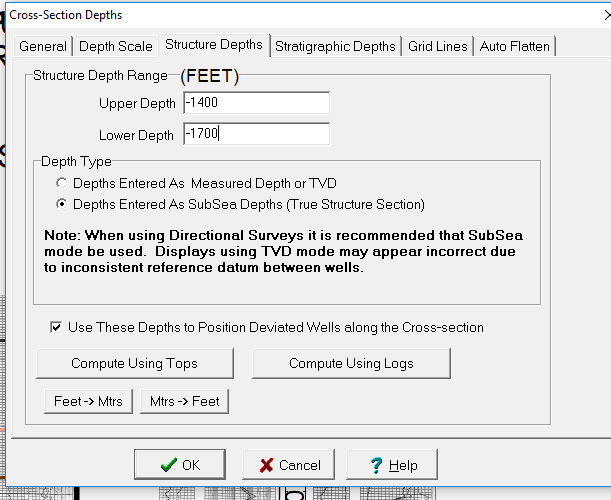 Cross-Section Depths
General Depth Scale Structure Depths Stratigraphic Depths Grid Lines Auto Flatten
Structure Depth Range (FEET)
Upper Depth -1400
Lower Depth -1700
Depth Type
Depths Entered As Measured Depth or TVD
Depths Entered As SubSea Depths (True Structure Section)
Note: When using Directional Surveys it is recommended that SubSea
mode be used. Displays using TVD mode may appear incorrect due
to inconsistent reference datum between wells.
Use These Depths to Position Deviated Wells along the Cross-section
Compute Using Tops Compute Using Logs
Feet -> Mtrs Mtrs -> Feet
OK Cancel ? Help